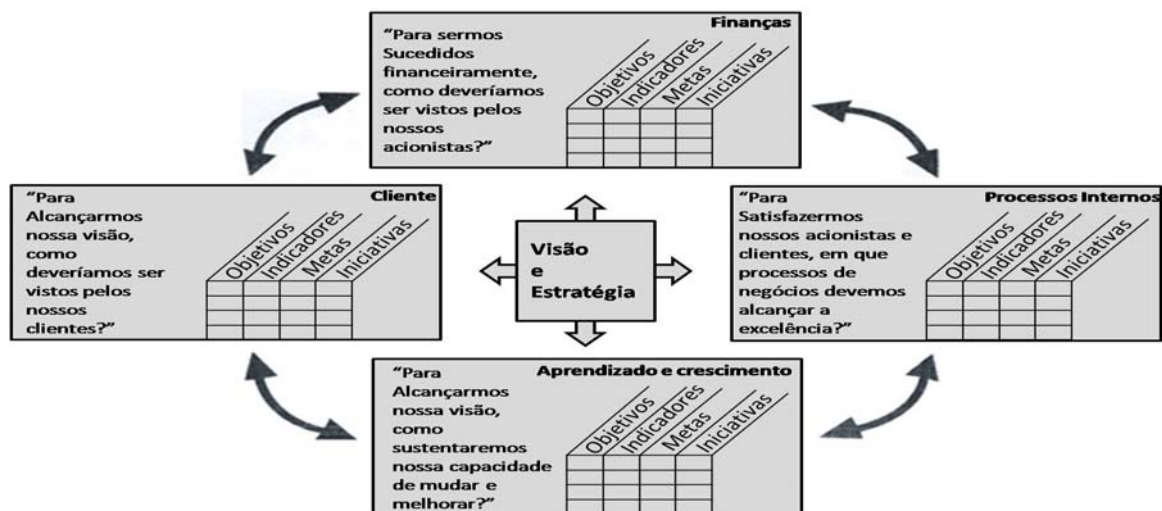 Finanças
“Para sermos
Sucedidos
financeiramente,
como deveríamos
ser vistos pelos
nossos
acionistas?”
Objetivos
Indicadores
Metas
Iniciativas
Cliente
“Para
Alcançarmos
nossa visão,
como
deveríamos ser
vistos pelos
nossos
clientes?”
Objetivos
Indicadores
Metas
Iniciativas
Visão
e
Estratégia
Processos Internos
“Para
Satisfazermos
nossos acionistas e
clientes, em que
processos de
negócios devemos
alcançar a
excelência?”
Objetivos
Indicadores
Metas
Iniciativas
Aprendizado e crescimento
“Para
Alcançarmos
nossa visão,
como
sustentaremos
nossa capacidade
de mudar e
melhorar?”
Objetivos
Indicadores
Metas
Iniciativas